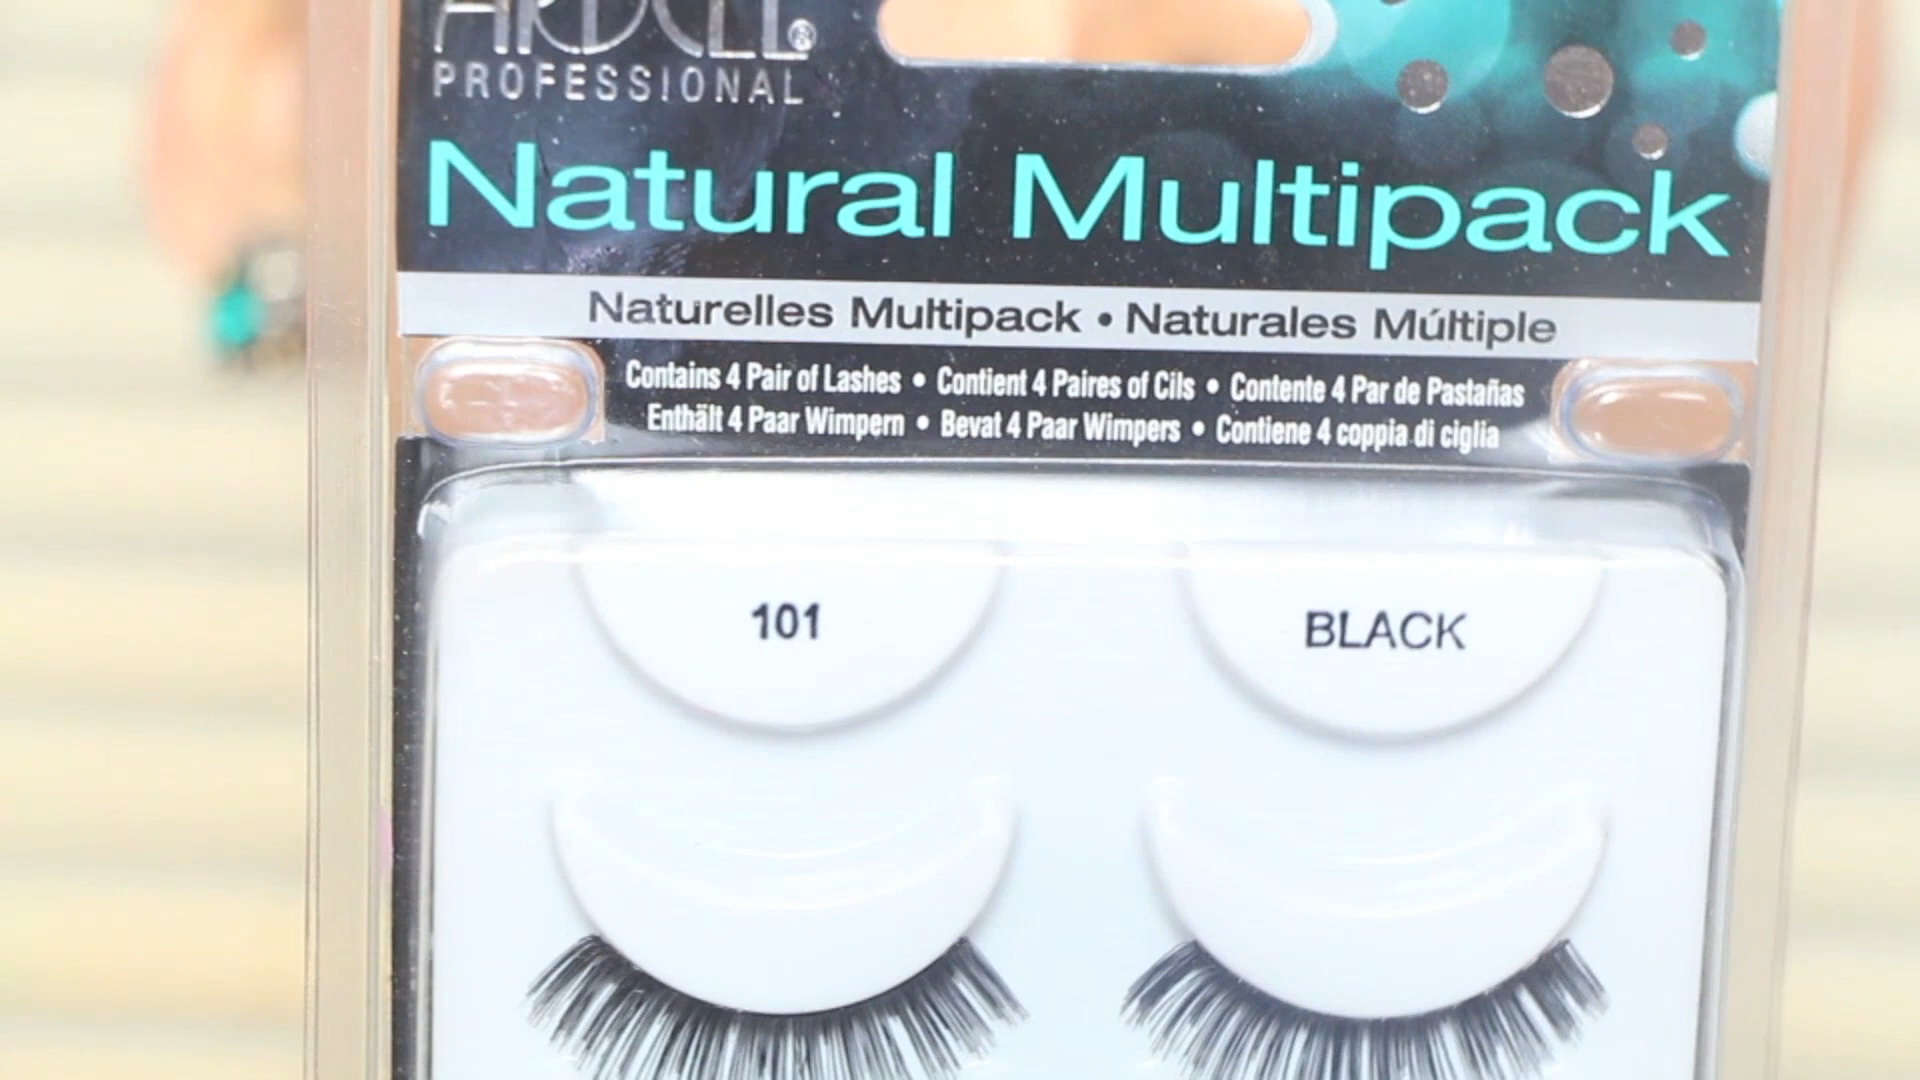 ARDELL®
PROFESSIONAL
Natural Multipack
Naturelles Multipack • Naturales Múltiple
Contains 4 Pair of Lashes • Contient 4 Paires of Cils • Contente 4 Par de Pastañas
Enthält 4 Paar Wimpern • Bevat 4 Paar Wimpers • Contiene 4 coppia di ciglia
101
BLACK